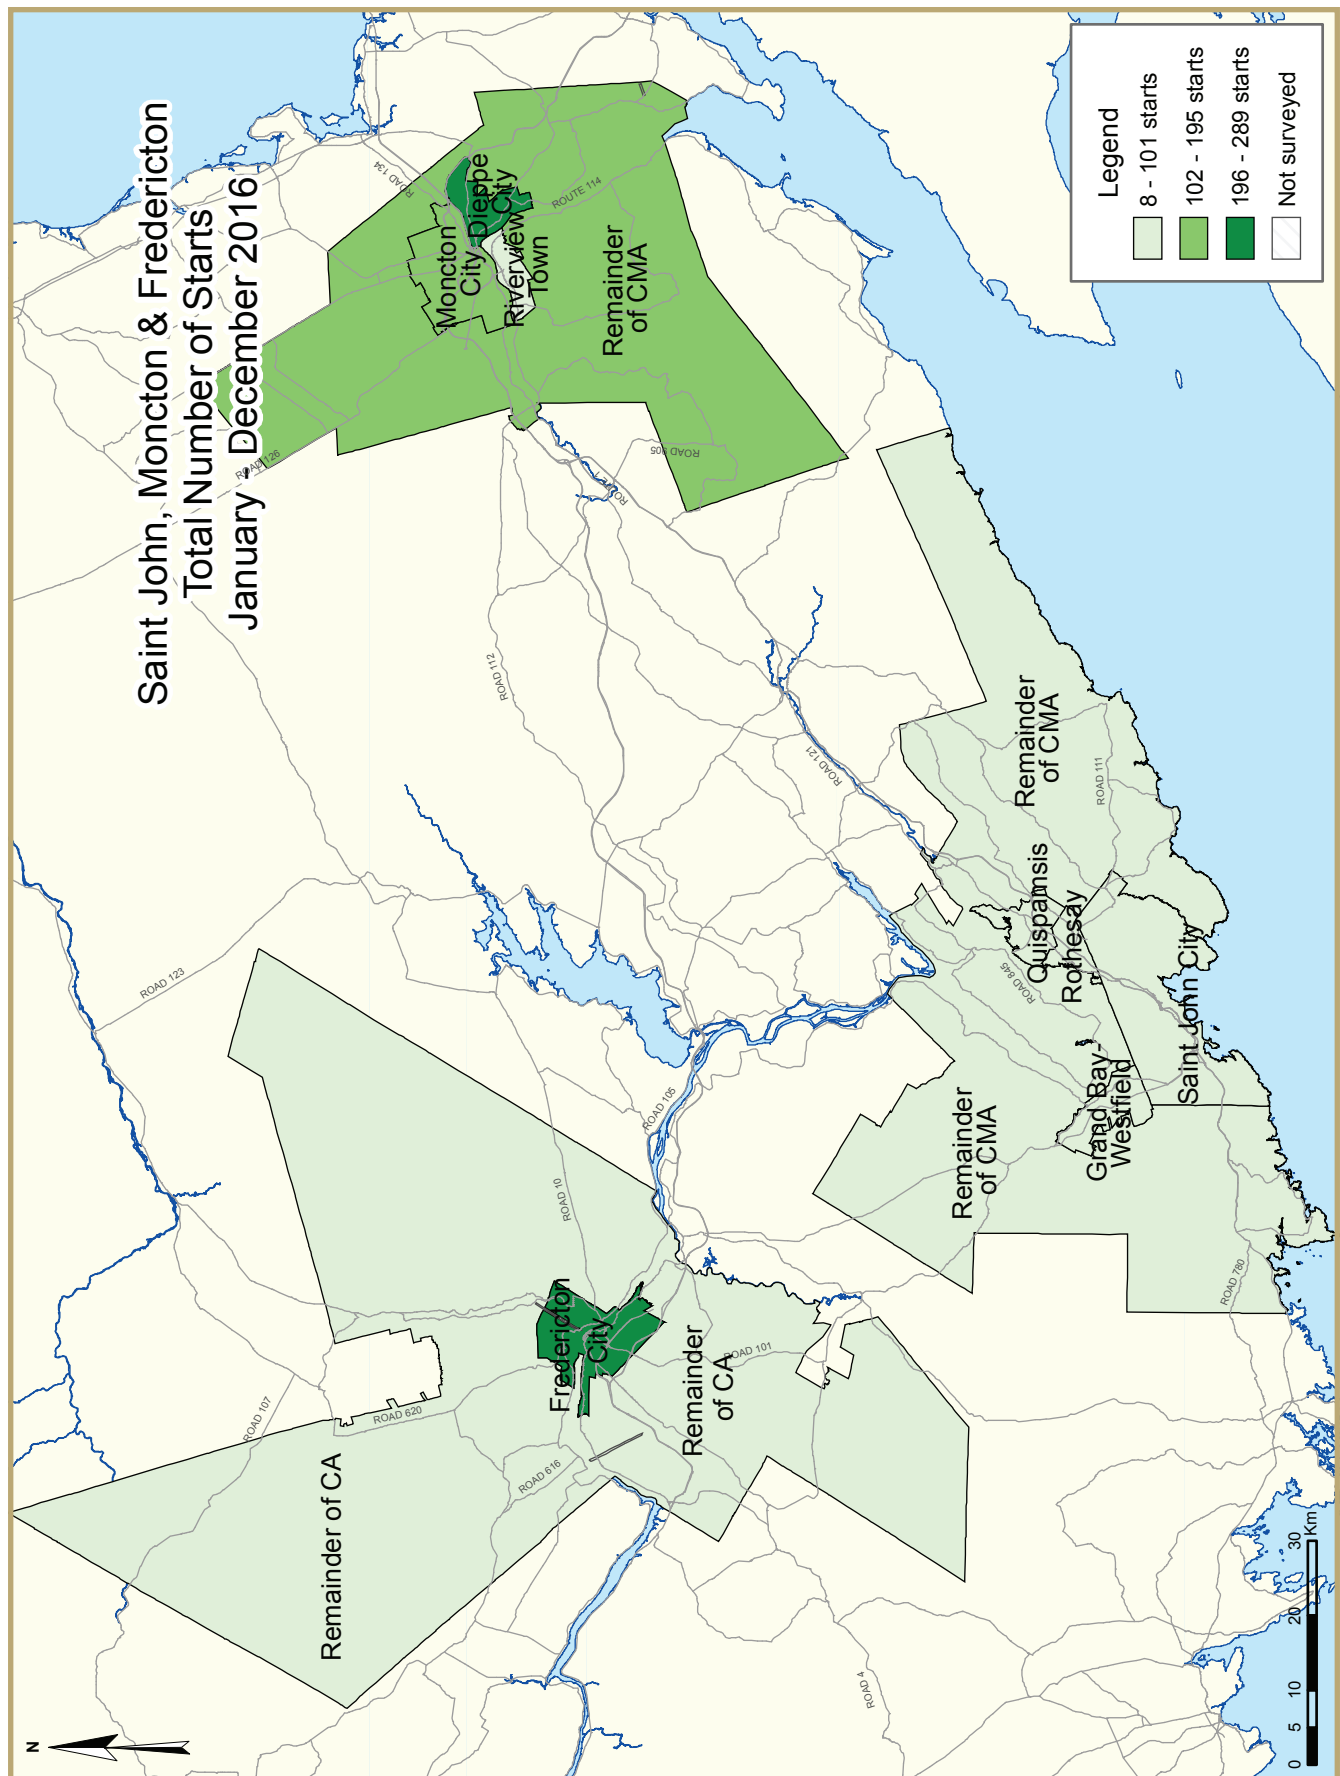 Saint John, Moncton & Fredericton
Total Number of Starts
January - December 2016
Legend
8 - 101 starts
102 - 195 starts
196 - 289 starts
Not surveyed
N
Remainder of CA
Fredericton
City
Remainder
of CA
Remainder
of CMA
Grand Bay-
Westfield
Saint John City
Quispamsis
Rothesay
Remainder
of CMA
Moncton
City
Dieppe
City
Riverview
Town
Remainder
of CMA
ROAD 134
ROUTE 114
ROAD 126
ROAD 905
ROUTE 1
ROAD 112
ROAD 121
ROAD 111
ROAD 845
ROAD 123
ROAD 105
ROAD 10
ROAD 107
ROAD 620
ROAD 616
ROAD 101
ROAD 780
ROAD 4
0 5 10 20 30
Km